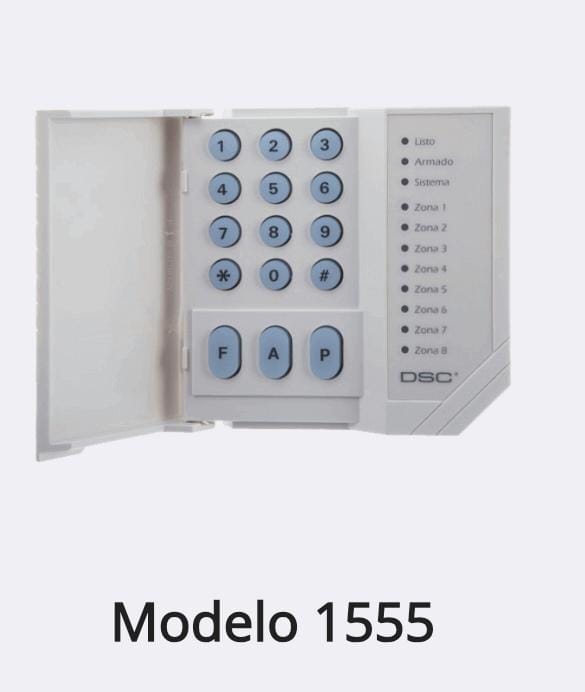 1 2 3
4 5 6
7 8 9
* 0 #
F A P
Listo
Armado
Sistema
Zona 1
Zona 2
Zona 3
Zona 4
Zona 5
Zona 6
Zona 7
Zona 8
DSC®
Modelo 1555